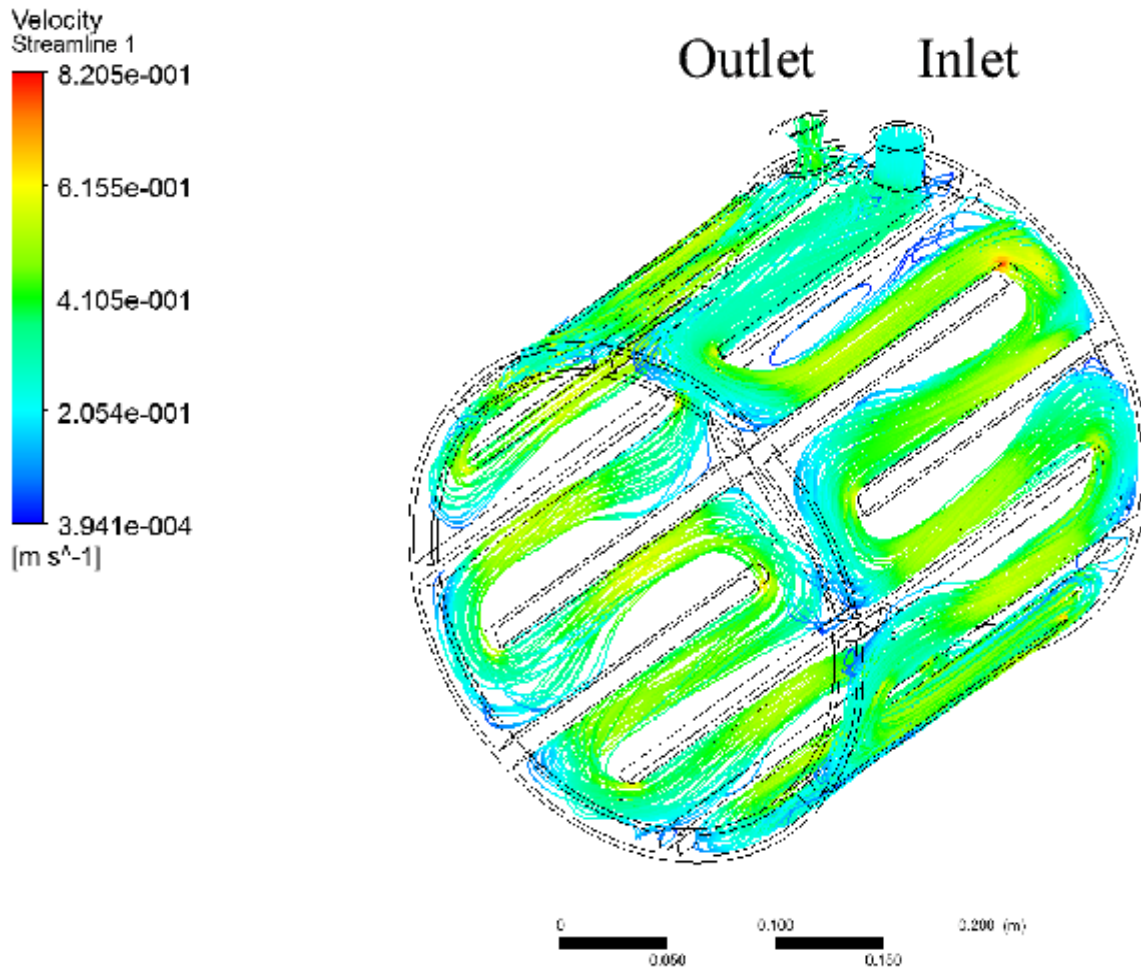 Velocity
Streamline 1
8.205e-001
6.155e-001
4.105e-001
2.054e-001
3.941e-004
[m s^-1]
Outlet Inlet
0 0.100 0.200 (m)
0.050 0.150